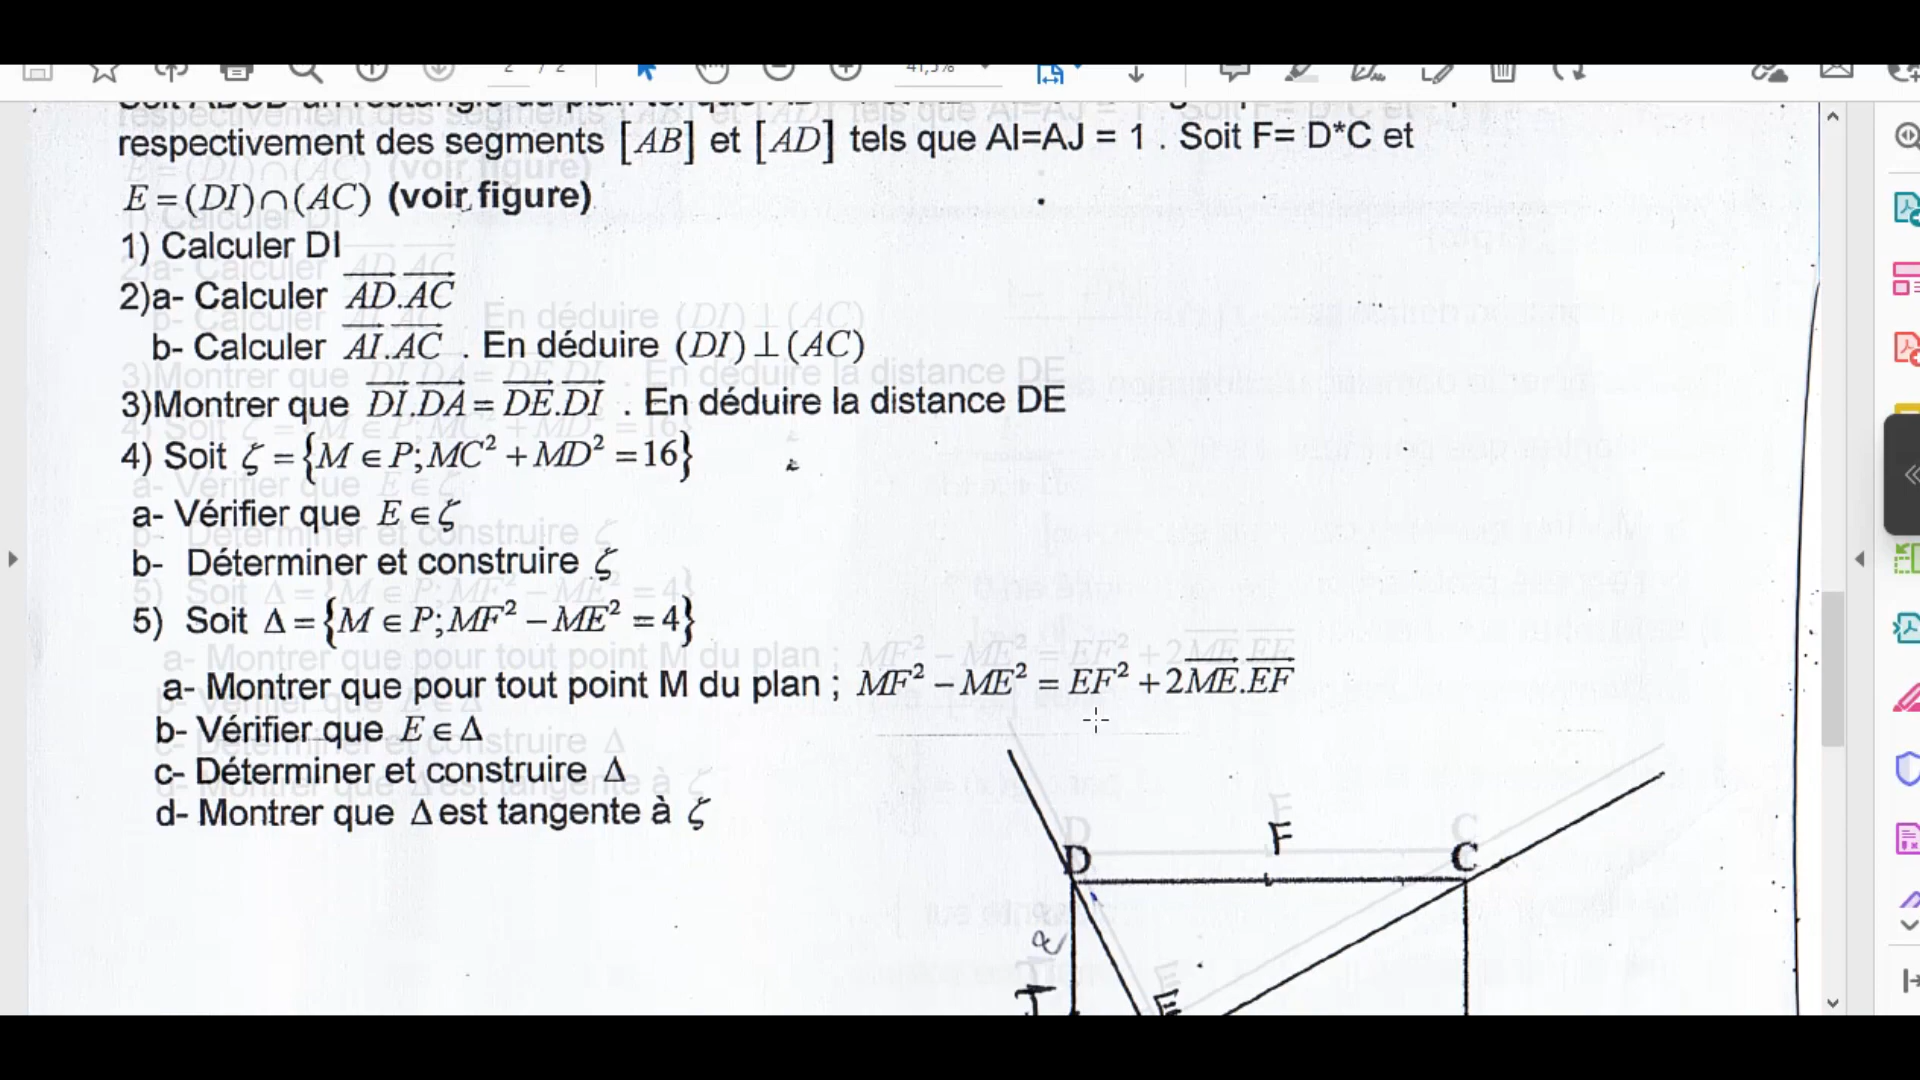 2 / 2
41,5%
respectivement des segments [AB] et [AD] tels que AI=AJ = 1 . Soit F= D*C et
E = (DI)∩(AC) (voir figure)
1) Calculer DI
2)a- Calculer AD.AC
b- Calculer AI.AC . En déduire (DI)⊥(AC)
3)Montrer que DI.DA = DE.DI . En déduire la distance DE
4) Soit ζ = {M ∈ P; MC² + MD² = 16}
a- Vérifier que E ∈ ζ
b- Déterminer et construire ζ
5) Soit Δ = {M ∈ P; MF² − ME² = 4}
a- Montrer que pour tout point M du plan ; MF² − ME² = EF² + 2ME.EF
b- Vérifier que E ∈ Δ
c- Déterminer et construire Δ
d- Montrer que Δ est tangente à ζ
D F C
J E